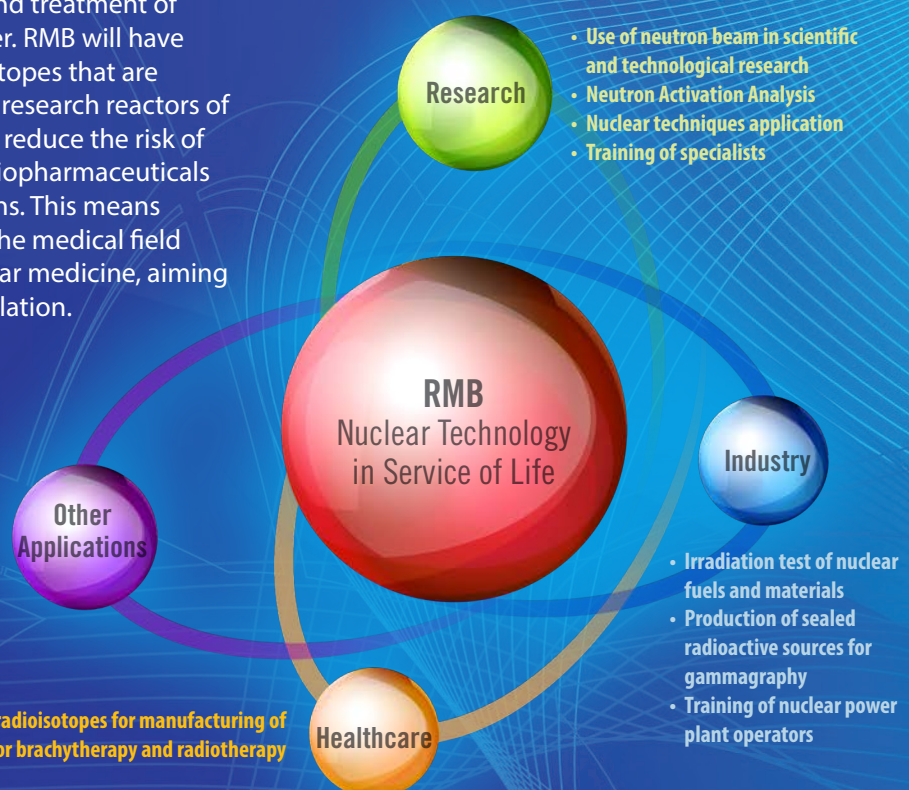 nd treatment of
er. RMB will have
topes that are
research reactors of
reduce the risk of
iopharmaceuticals
ns. This means
he medical field
ar medicine, aiming
lation.
Research
• Use of neutron beam in scientific
and technological research
• Neutron Activation Analysis
• Nuclear techniques application
• Training of specialists
RMB
Nuclear Technology
in Service of Life
Industry
• Irradiation test of nuclear
fuels and materials
• Production of sealed
radioactive sources for
gammagraphy
• Training of nuclear power
plant operators
Other
Applications
radioisotopes for manufacturing of
or brachytherapy and radiotherapy
Healthcare